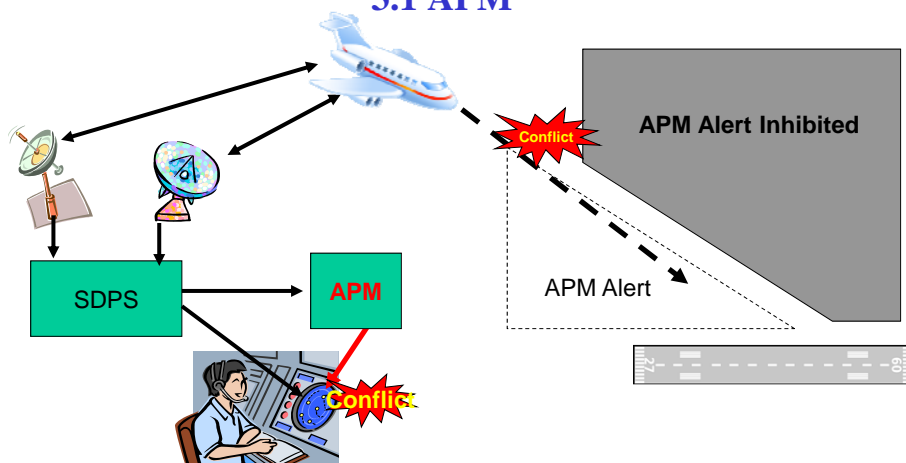 3.1 APM
Conflict
APM Alert Inhibited
SDPS
APM
APM Alert
27
09
Conflict